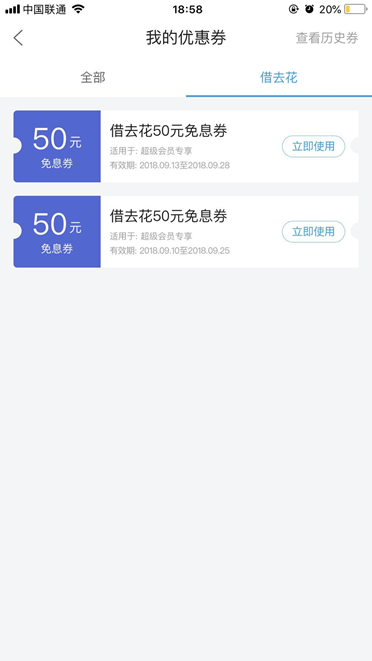 中国联通 18:58 20%
我的优惠券 查看历史券
全部 借去花
50元 借去花50元免息券
免息券 适用于: 超级会员专享 立即使用
有效期: 2018.09.13至2018.09.28
50元 借去花50元免息券
免息券 适用于: 超级会员专享 立即使用
有效期: 2018.09.10至2018.09.25